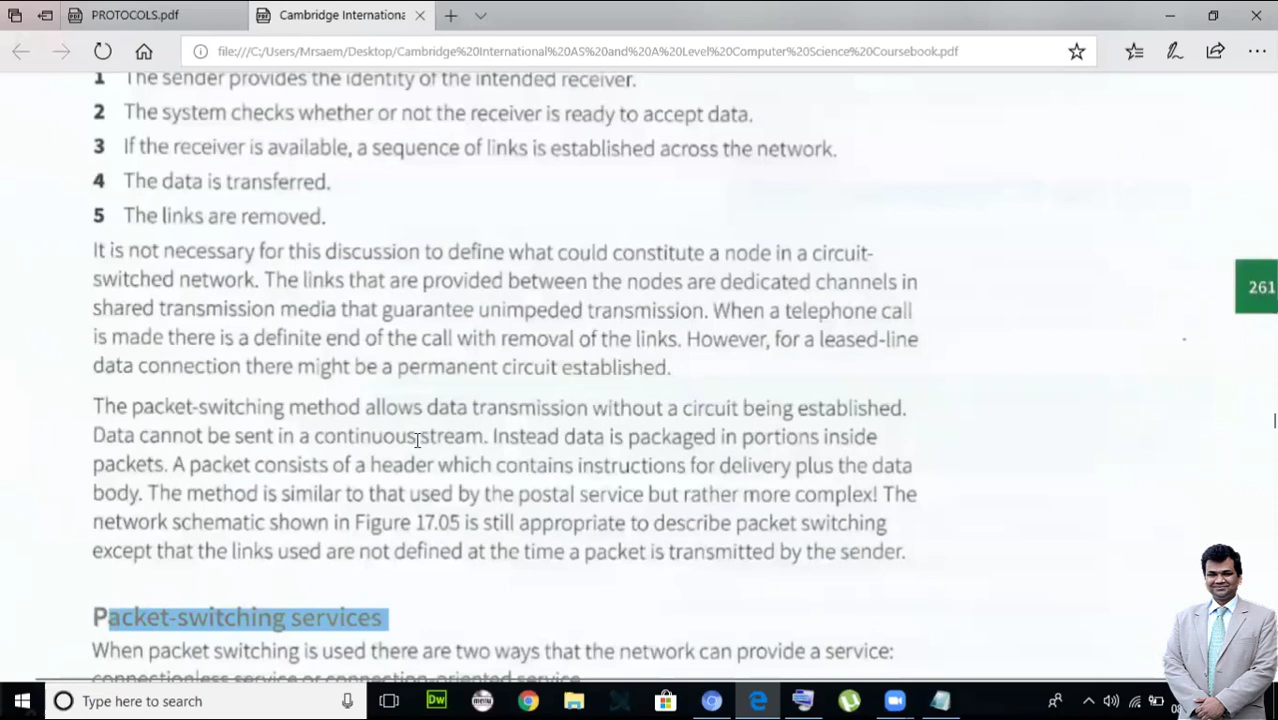 PROTOCOLS.pdf
Cambridge Internationa
file:///C:/Users/Mrsaem/Desktop/Cambridge%20International%20AS%20and%20A%20Level%20Computer%20Science%20Coursebook.pdf
1 The sender provides the identity of the intended receiver.
2 The system checks whether or not the receiver is ready to accept data.
3 If the receiver is available, a sequence of links is established across the network.
4 The data is transferred.
5 The links are removed.
It is not necessary for this discussion to define what could constitute a node in a circuit-
switched network. The links that are provided between the nodes are dedicated channels in
shared transmission media that guarantee unimpeded transmission. When a telephone call
is made there is a definite end of the call with removal of the links. However, for a leased-line
data connection there might be a permanent circuit established.
261
The packet-switching method allows data transmission without a circuit being established.
Data cannot be sent in a continuous stream. Instead data is packaged in portions inside
packets. A packet consists of a header which contains instructions for delivery plus the data
body. The method is similar to that used by the postal service but rather more complex! The
network schematic shown in Figure 17.05 is still appropriate to describe packet switching
except that the links used are not defined at the time a packet is transmitted by the sender.
Packet-switching services
When packet switching is used there are two ways that the network can provide a service:
connectionless service or connection-oriented service.
Type here to search
Dw